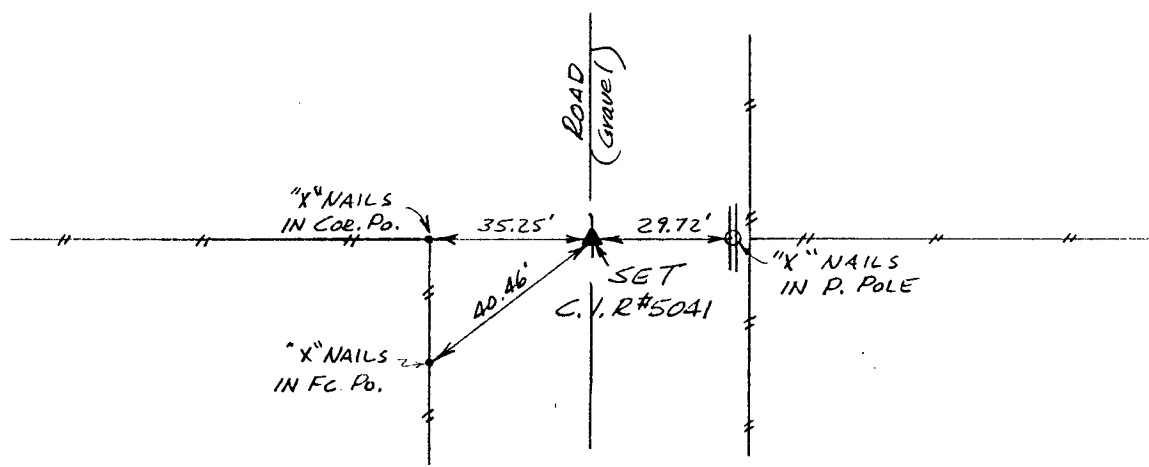 ROAD
(Gravel)
"X" NAILS
IN COR. PO.
35.25'
29.72'
"X" NAILS
IN P. POLE
SET
C.I.R #5041
40.46'
"X" NAILS
IN FC. PO.